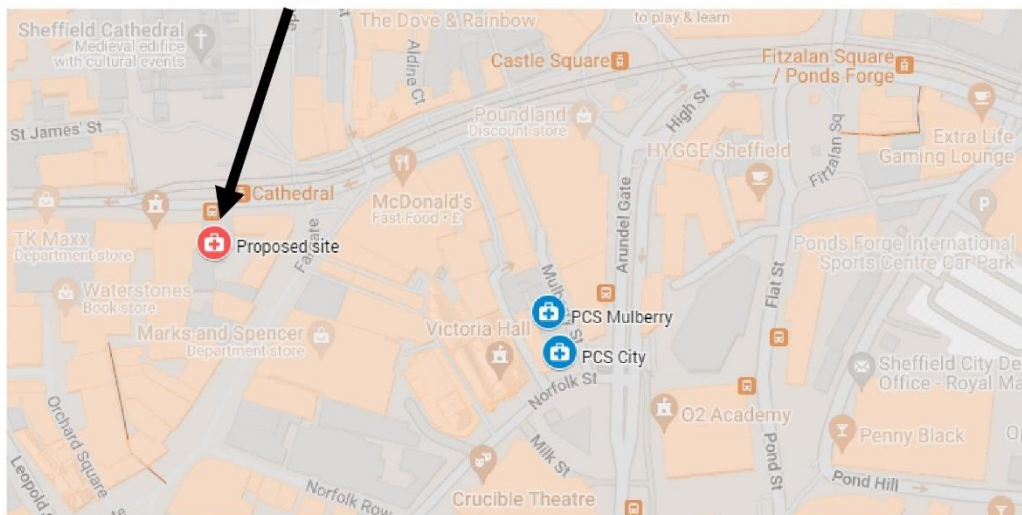 The Dove & Rainbow
to play & learn
Sheffield Cathedral
Medieval edifice
with cultural events
Aldine Ct
Castle Square
Fitzalan Square
/ Ponds Forge
St James' St
Poundland
Discount store
High St
Fitzalan Sq
Extra Life
Gaming Lounge
HYGGE Sheffield
Cathedral
McDonald's
Fast Food • £
Arundel Gate
TK Maxx
Department store
Proposed site
Fargate
Ponds Forge International
Sports Centre Car Park
Flat St
Waterstones
Book store
Marks and Spencer
Department store
Victoria Hall
PCS Mulberry
PCS City
Sheffield City De
Office - Royal Ma
Norfolk St
Orchard Square
O2 Academy
Penny Black
Leopold
Milk St
Pond St
Pond Hill
Norfolk Row
Crucible Theatre